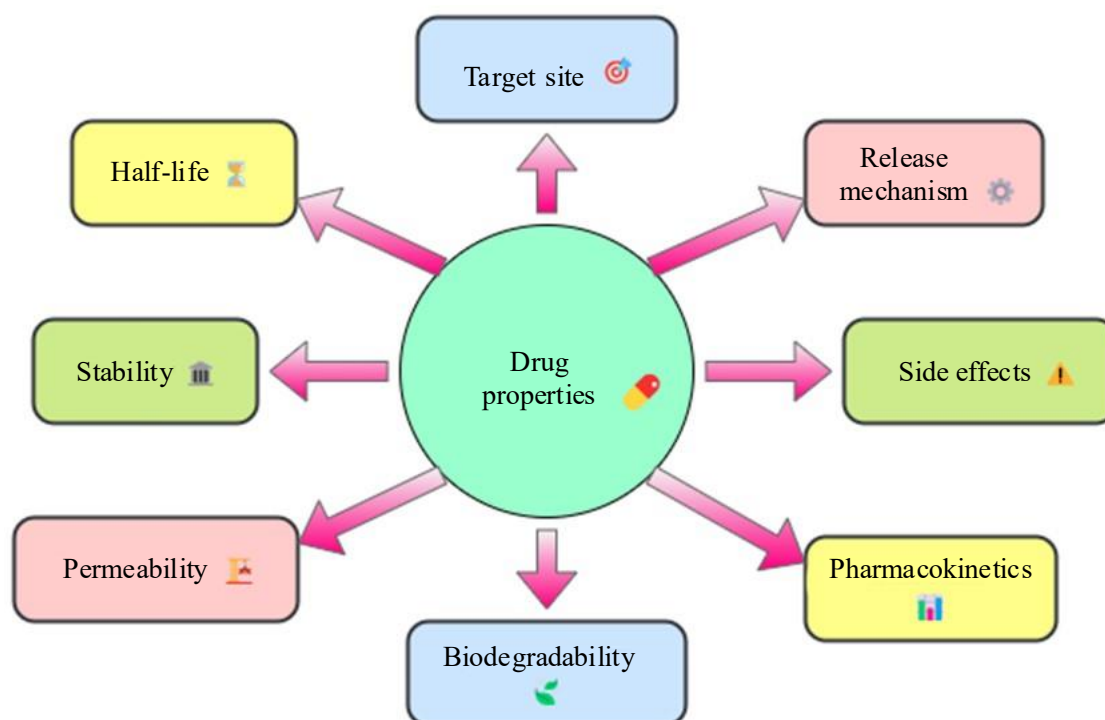 Target site
Half-life
Release
mechanism
Stability
Drug
properties
Side effects
Permeability
Pharmacokinetics
Biodegradability